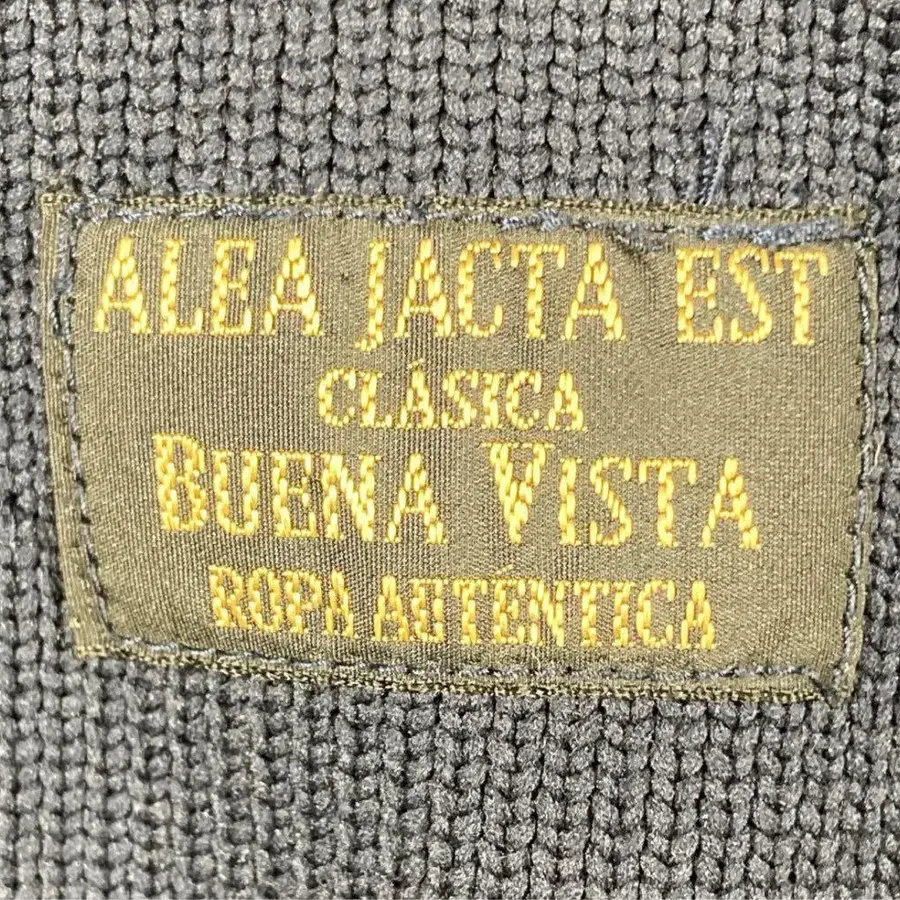 ALEA JACTA EST
CLÁSICA
BUENA VISTA
ROPA AUTÉNTICA